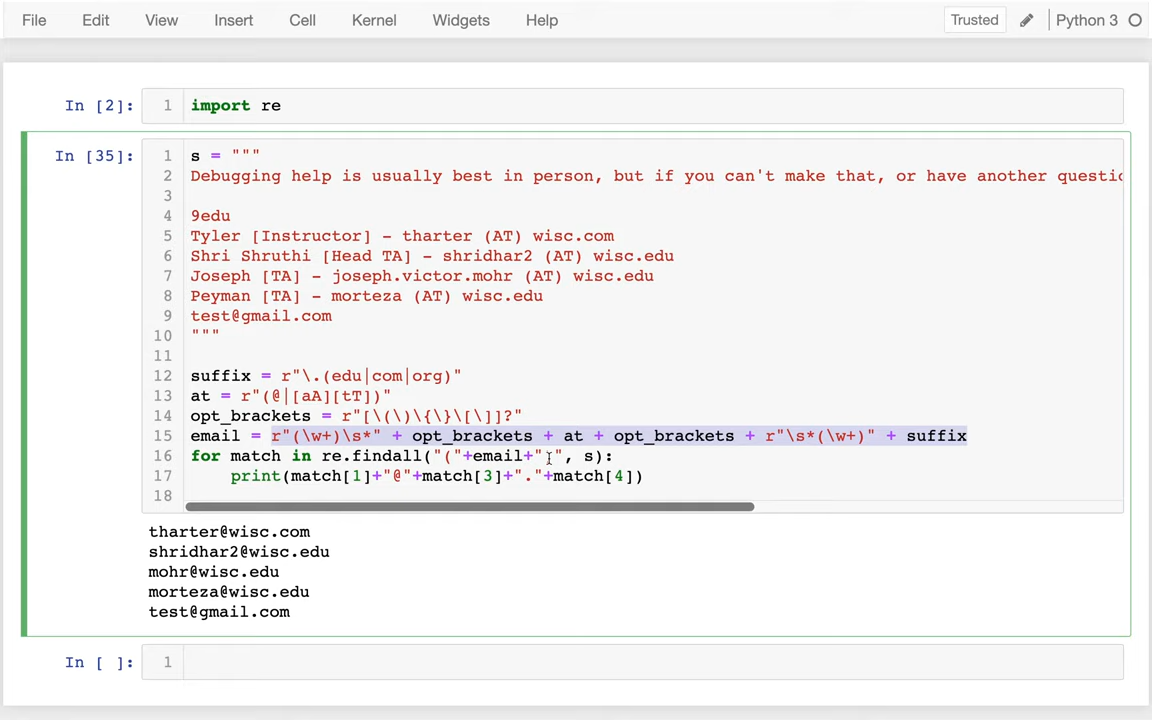 File Edit View Insert Cell Kernel Widgets Help Trusted Python 3
In [2]: 1 import re
In [35]: 1 s = """
2 Debugging help is usually best in person, but if you can't make that, or have another
3
4 9edu
5 Tyler [Instructor] - tharter (AT) wisc.com
6 Shri Shruthi [Head TA] - shridhar2 (AT) wisc.edu
7 Joseph [TA] - joseph.victor.mohr (AT) wisc.edu
8 Peyman [TA] - morteza (AT) wisc.edu
9 test@gmail.com
10 """
11
12 suffix = r"\.(edu|com|org)"
13 at = r"(@|[aA][tT])"
14 opt_brackets = r"[\(\)\{\}\[\]]?"
15 email = r"(\w+)\s*" + opt_brackets + at + opt_brackets + r"\s*(\w+)" + suffix
16 for match in re.findall("("+email+")", s):
17 print(match[1]+"@"+match[3]+"."+match[4])
18
tharter@wisc.com
shridhar2@wisc.edu
mohr@wisc.edu
morteza@wisc.edu
test@gmail.com
In [ ]: 1